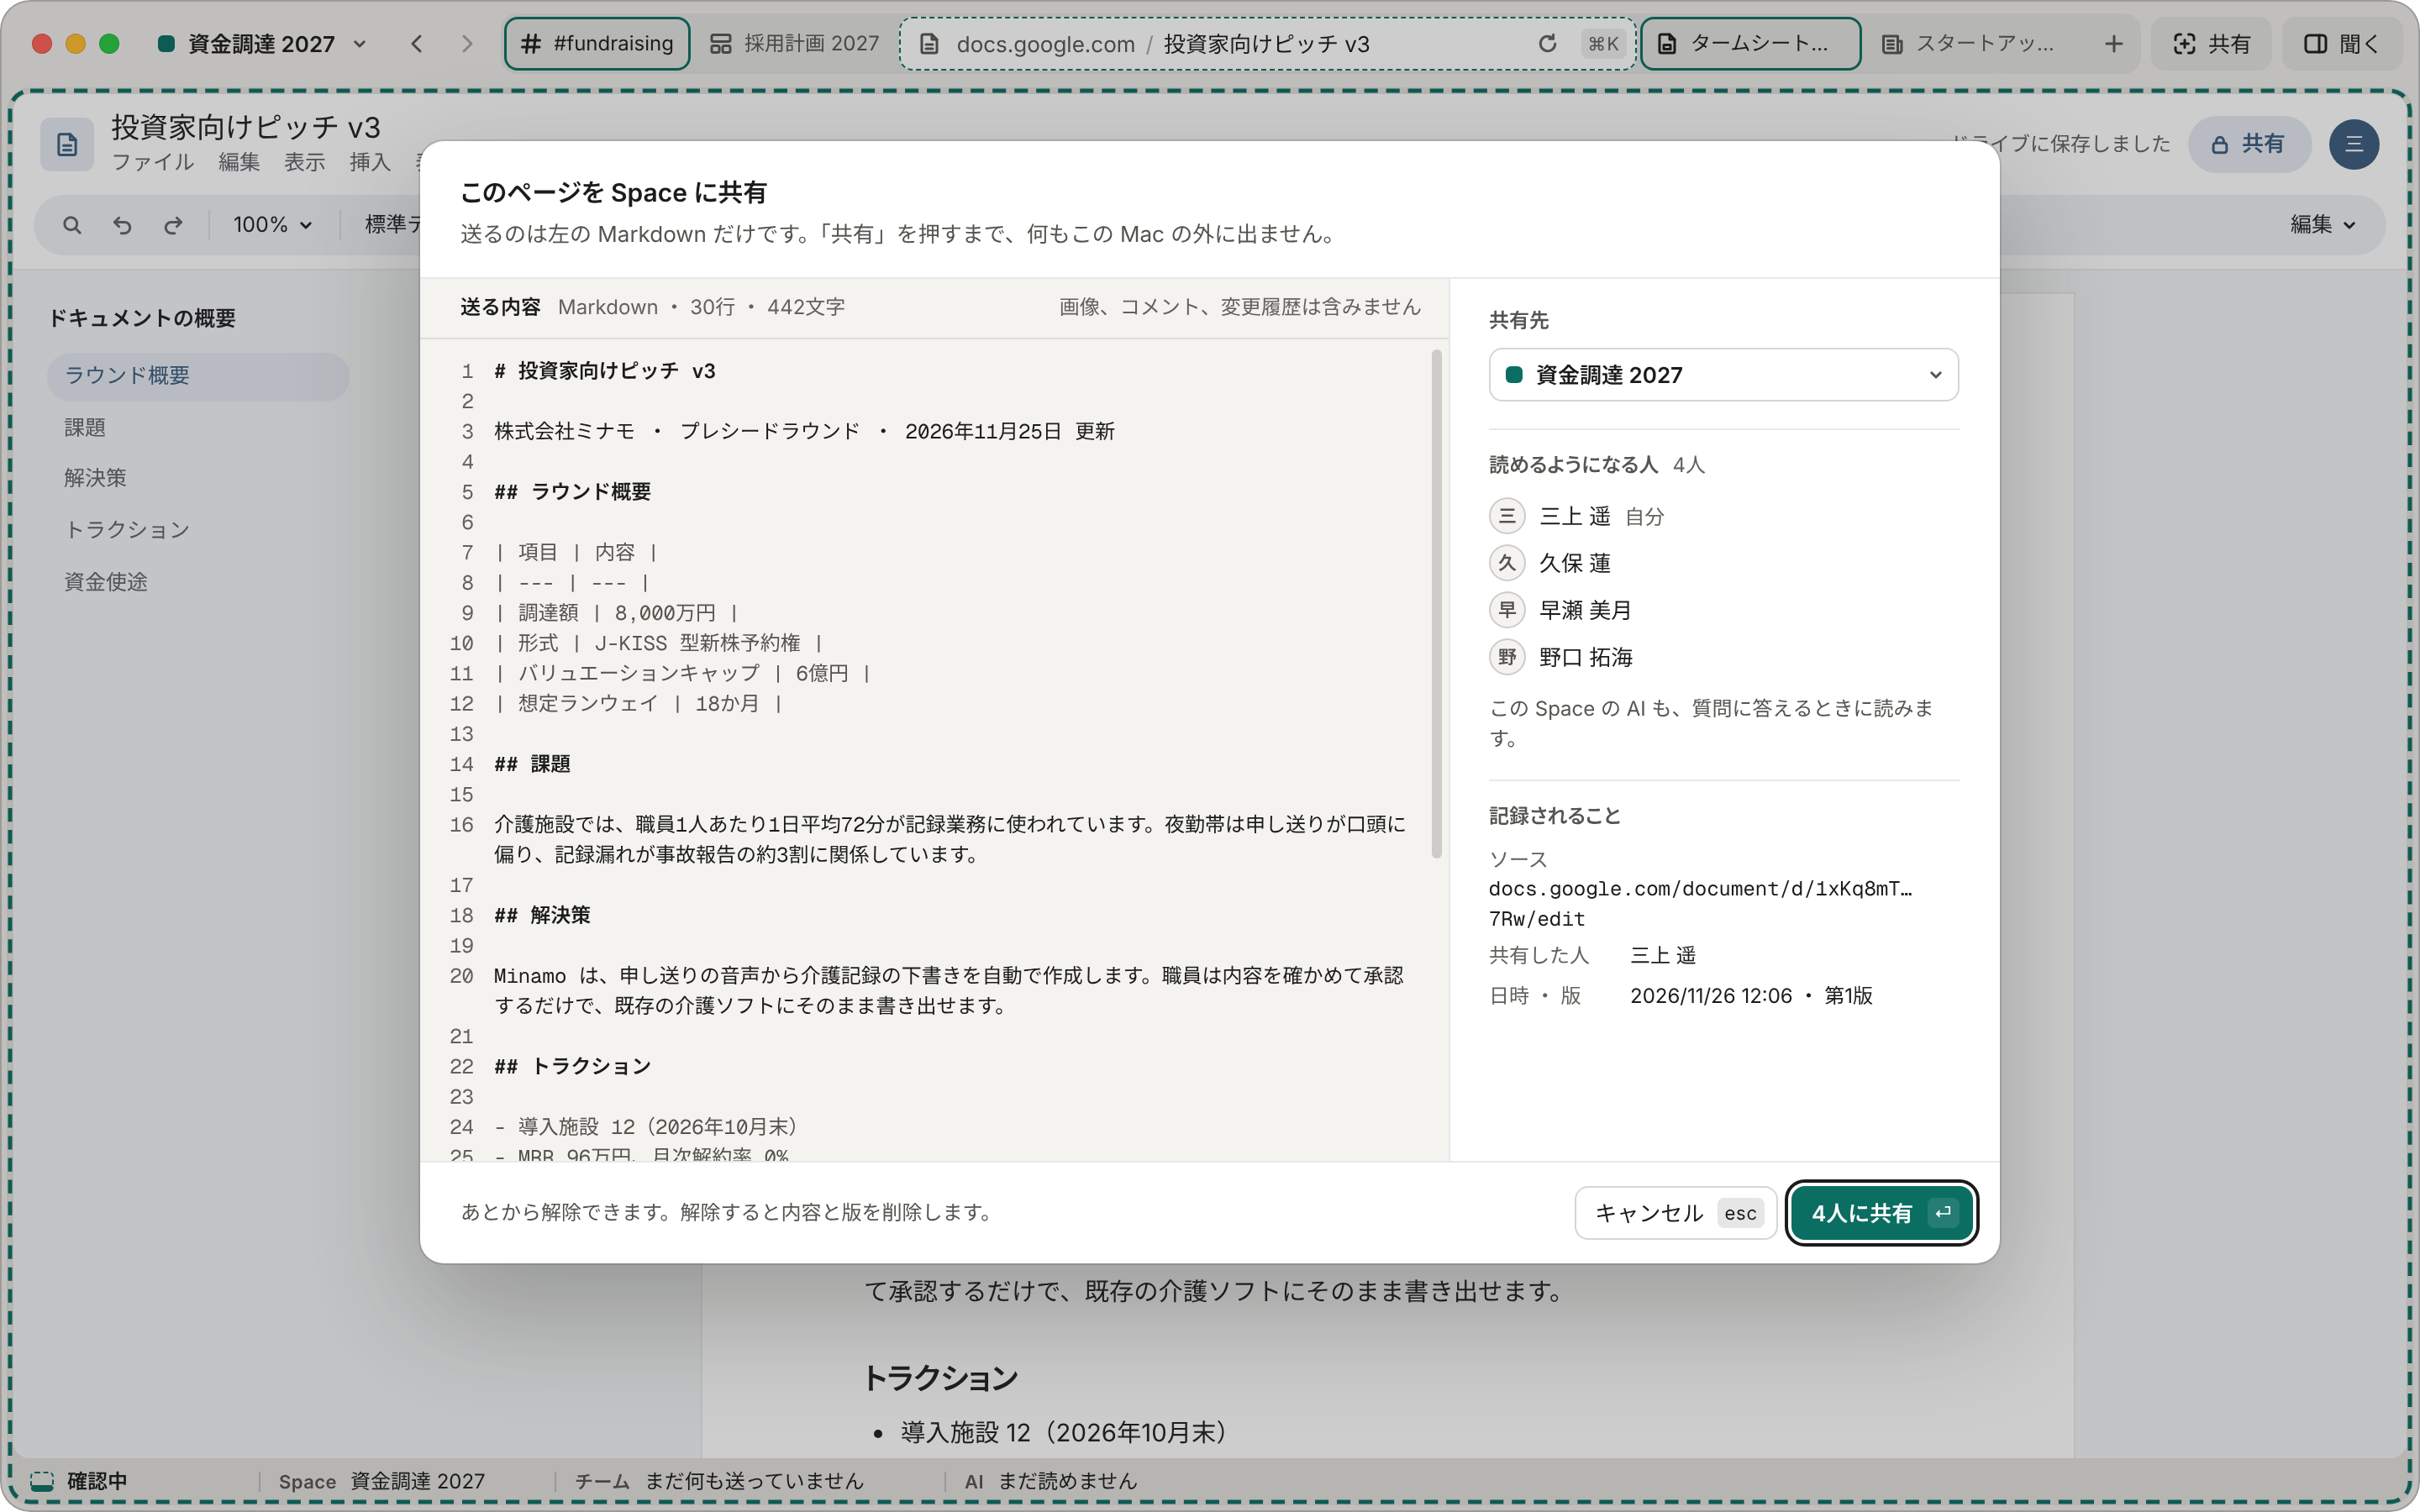 資金調達 2027
#fundraising
採用計画 2027
docs.google.com / 投資家向けピッチ v3
⌘K
タームシート…
スタートアッ…
共有
聞く
投資家向けピッチ v3
ファイル 編集 表示 挿入
ドライブに保存しました
共有
三
100%
標準テ
編集
ドキュメントの概要
ラウンド概要
課題
解決策
トラクション
資金使途
このページを Space に共有
送るのは左の Markdown だけです。「共有」を押すまで、何もこの Mac の外に出ません。
送る内容 Markdown ・ 30行 ・ 442文字
画像、コメント、変更履歴は含みません
1 # 投資家向けピッチ v3
2
3 株式会社ミナモ ・ プレシードラウンド ・ 2026年11月25日 更新
4
5 ## ラウンド概要
6
7 | 項目 | 内容 |
8 | --- | --- |
9 | 調達額 | 8,000万円 |
10 | 形式 | J-KISS 型新株予約権 |
11 | バリュエーションキャップ | 6億円 |
12 | 想定ランウェイ | 18か月 |
13
14 ## 課題
15
16 介護施設では、職員1人あたり1日平均72分が記録業務に使われています。夜勤帯は申し送りが口頭に
偏り、記録漏れが事故報告の約3割に関係しています。
17
18 ## 解決策
19
20 Minamo は、申し送りの音声から介護記録の下書きを自動で作成します。職員は内容を確かめて承認
するだけで、既存の介護ソフトにそのまま書き出せます。
21
22 ## トラクション
23
24 - 導入施設 12（2026年10月末）
25 - MRR 96万円、月次解約率 0%
共有先
資金調達 2027
読めるようになる人 4人
三 三上 遥 自分
久 久保 蓮
早 早瀬 美月
野 野口 拓海
この Space の AI も、質問に答えるときに読みま
す。
記録されること
ソース
docs.google.com/document/d/1xKq8mT…
7Rw/edit
共有した人 三上 遥
日時 ・ 版 2026/11/26 12:06 ・ 第1版
あとから解除できます。解除すると内容と版を削除します。
キャンセル esc
4人に共有 ⏎
て承認するだけで、既存の介護ソフトにそのまま書き出せます。
トラクション
• 導入施設 12（2026年10月末）
確認中
Space 資金調達 2027
チーム まだ何も送っていません
AI まだ読めません